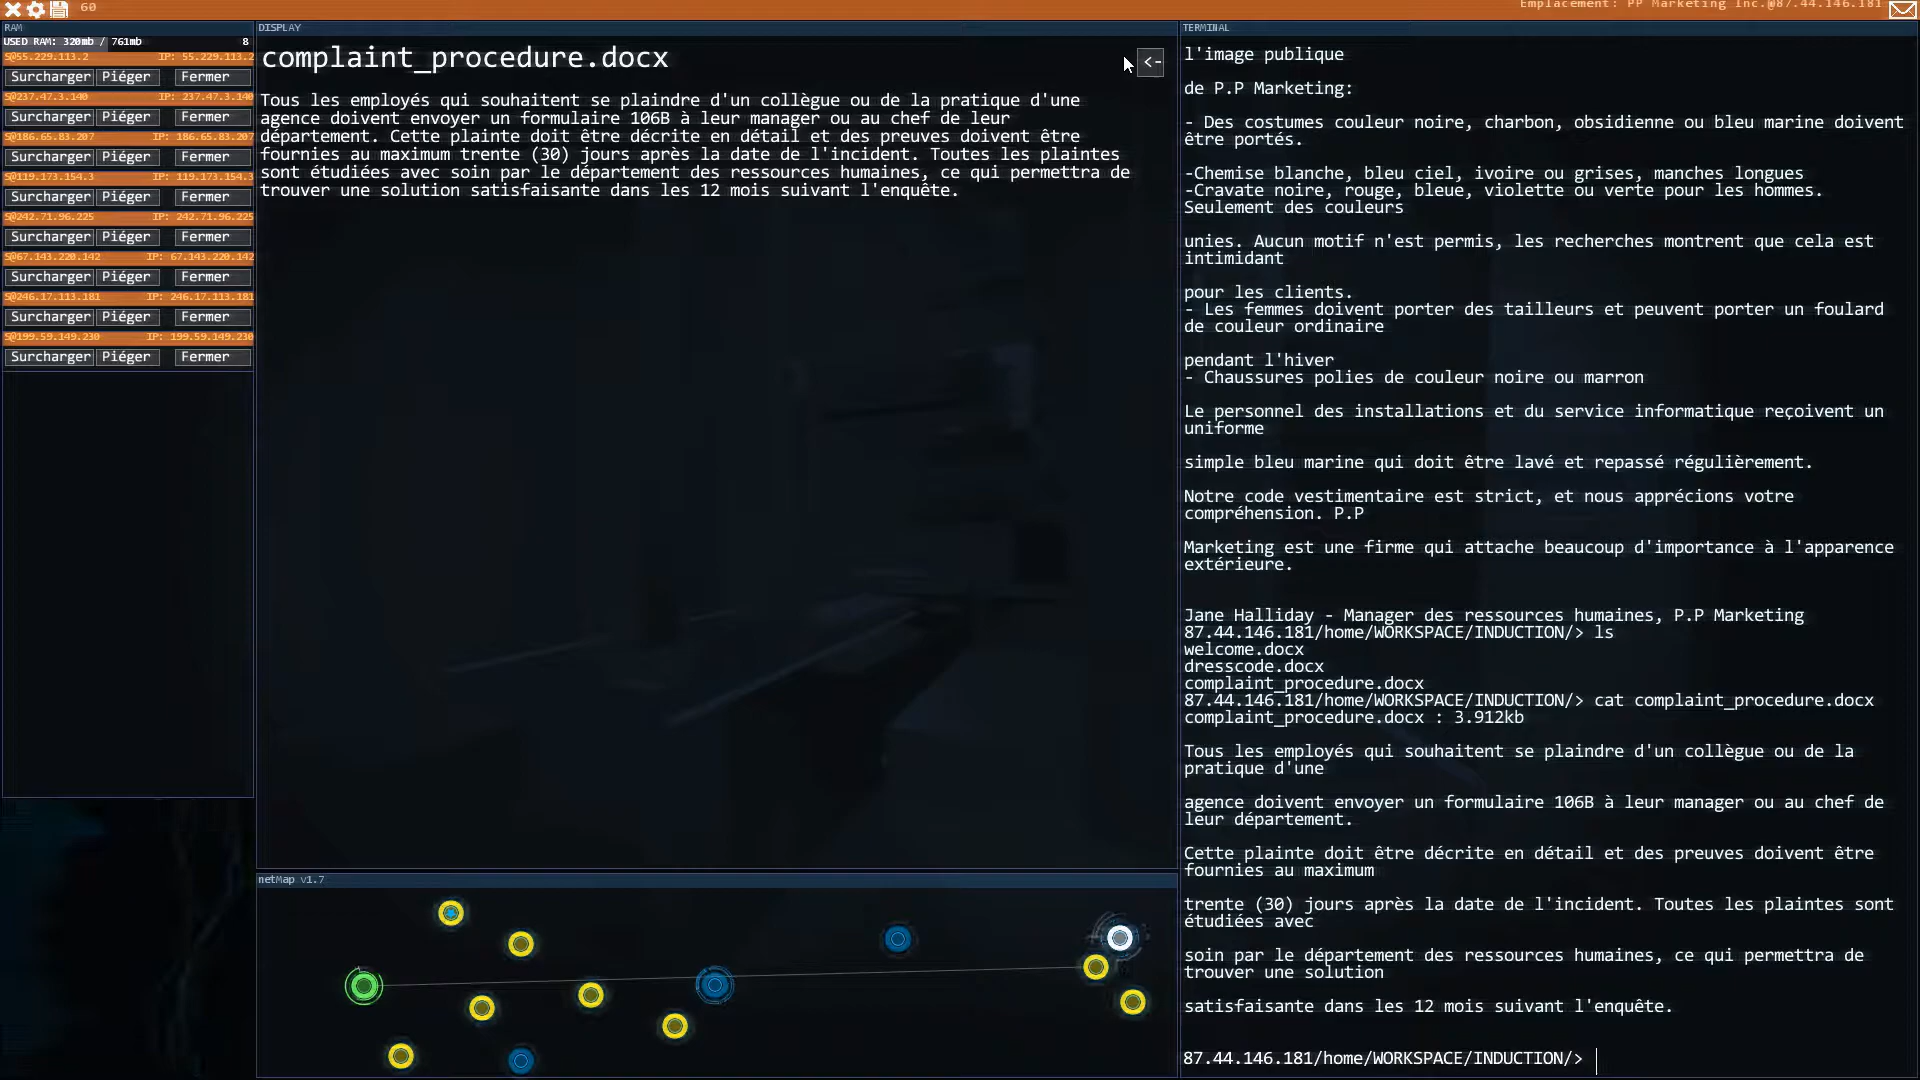 60
Emplacement: PP Marketing Inc.@87.44.146.181
RAM
USED RAM: 320mb / 761mb 8
S@55.229.113.2 IP: 55.229.113.2
Surcharger Piéger Fermer
S@237.47.3.140 IP: 237.47.3.140
Surcharger Piéger Fermer
S@186.65.83.207 IP: 186.65.83.207
Surcharger Piéger Fermer
S@119.173.154.3 IP: 119.173.154.3
Surcharger Piéger Fermer
S@242.71.96.225 IP: 242.71.96.225
Surcharger Piéger Fermer
S@67.143.220.142 IP: 67.143.220.142
Surcharger Piéger Fermer
S@246.17.113.181 IP: 246.17.113.181
Surcharger Piéger Fermer
S@199.59.149.230 IP: 199.59.149.230
Surcharger Piéger Fermer
DISPLAY
complaint_procedure.docx
<-
Tous les employés qui souhaitent se plaindre d'un collègue ou de la pratique d'une
agence doivent envoyer un formulaire 106B à leur manager ou au chef de leur
département. Cette plainte doit être décrite en détail et des preuves doivent être
fournies au maximum trente (30) jours après la date de l'incident. Toutes les plaintes
sont étudiées avec soin par le département des ressources humaines, ce qui permettra de
trouver une solution satisfaisante dans les 12 mois suivant l'enquête.
netMap v1.7
TERMINAL
l'image publique
de P.P Marketing:
- Des costumes couleur noire, charbon, obsidienne ou bleu marine doivent
être portés.
-Chemise blanche, bleu ciel, ivoire ou grises, manches longues
-Cravate noire, rouge, bleue, violette ou verte pour les hommes.
Seulement des couleurs
unies. Aucun motif n'est permis, les recherches montrent que cela est
intimidant
pour les clients.
- Les femmes doivent porter des tailleurs et peuvent porter un foulard
de couleur ordinaire
pendant l'hiver
- Chaussures polies de couleur noire ou marron
Le personnel des installations et du service informatique reçoivent un
uniforme
simple bleu marine qui doit être lavé et repassé régulièrement.
Notre code vestimentaire est strict, et nous apprécions votre
compréhension. P.P
Marketing est une firme qui attache beaucoup d'importance à l'apparence
extérieure.
Jane Halliday - Manager des ressources humaines, P.P Marketing
87.44.146.181/home/WORKSPACE/INDUCTION/> ls
welcome.docx
dresscode.docx
complaint_procedure.docx
87.44.146.181/home/WORKSPACE/INDUCTION/> cat complaint_procedure.docx
complaint_procedure.docx : 3.912kb
Tous les employés qui souhaitent se plaindre d'un collègue ou de la
pratique d'une
agence doivent envoyer un formulaire 106B à leur manager ou au chef de
leur département.
Cette plainte doit être décrite en détail et des preuves doivent être
fournies au maximum
trente (30) jours après la date de l'incident. Toutes les plaintes sont
étudiées avec
soin par le département des ressources humaines, ce qui permettra de
trouver une solution
satisfaisante dans les 12 mois suivant l'enquête.
87.44.146.181/home/WORKSPACE/INDUCTION/>